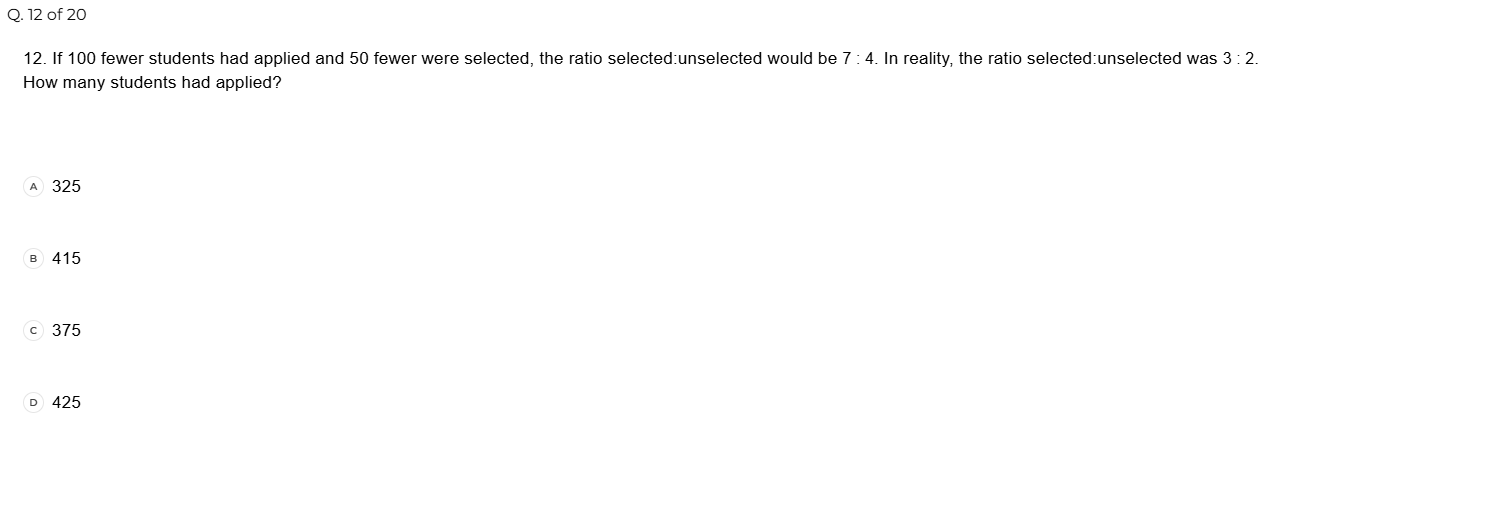 Q. 12 of 20
12. If 100 fewer students had applied and 50 fewer were selected, the ratio selected:unselected would be 7 : 4. In reality, the ratio selected:unselected was 3 : 2.
How many students had applied?
A 325
B 415
C 375
D 425